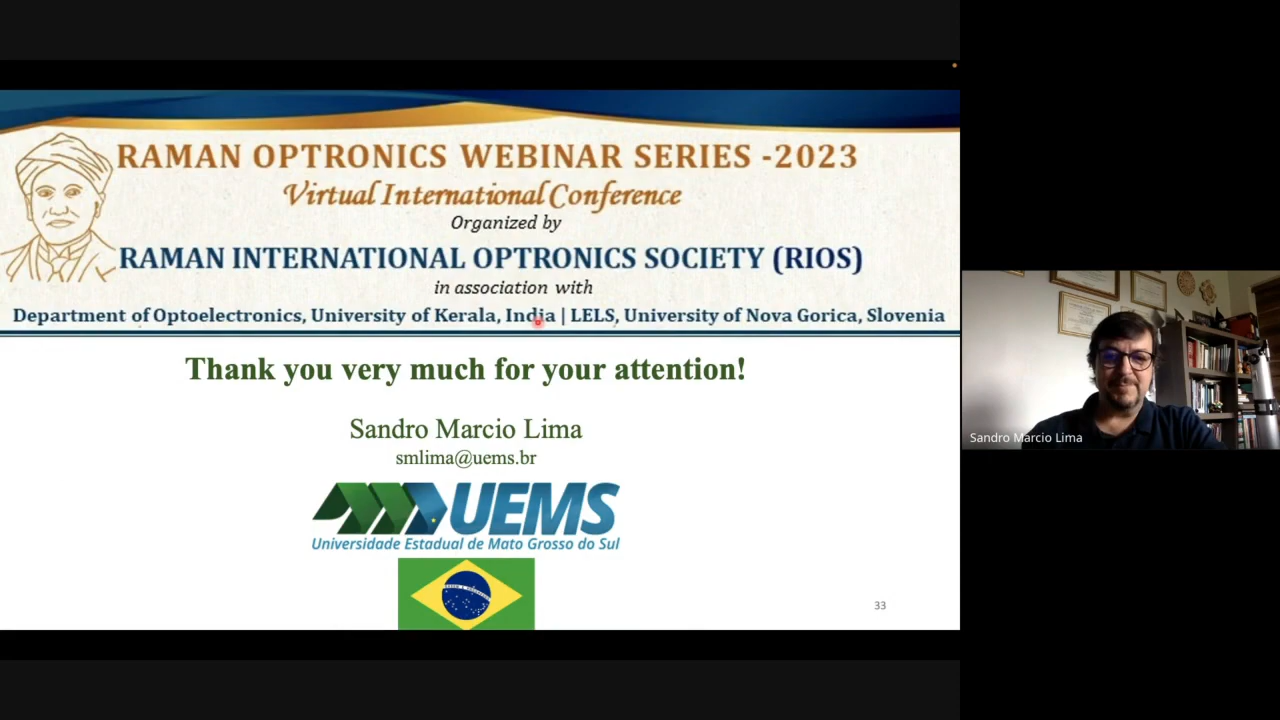 RAMAN OPTRONICS WEBINAR SERIES -2023
Virtual International Conference
Organized by
RAMAN INTERNATIONAL OPTRONICS SOCIETY (RIOS)
in association with
Department of Optoelectronics, University of Kerala, India | LELS, University of Nova Gorica, Slovenia
Thank you very much for your attention!
Sandro Marcio Lima
smlima@uems.br
UEMS
Universidade Estadual de Mato Grosso do Sul
33
Sandro Marcio Lima